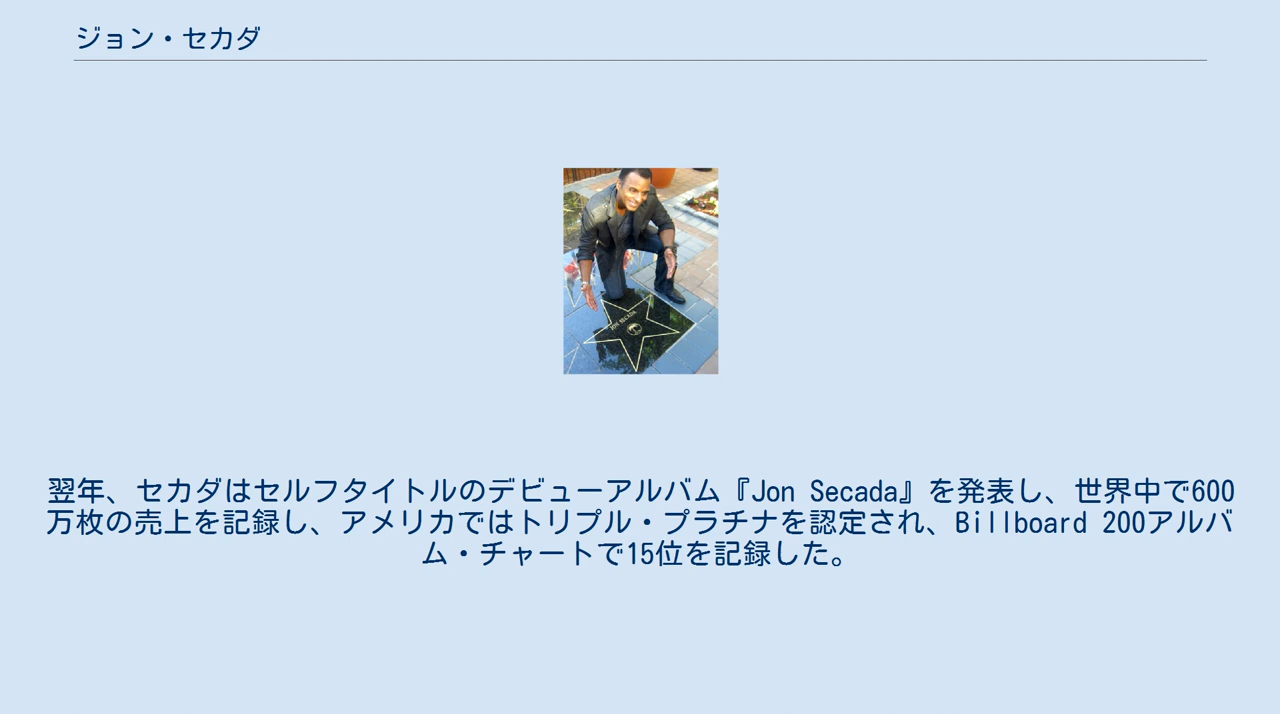 ジョン・セカダ
JON SECADA
翌年、セカダはセルフタイトルのデビューアルバム『Jon Secada』を発表し、世界中で600
万枚の売上を記録し、アメリカではトリプル・プラチナを認定され、Billboard 200アルバ
ム・チャートで15位を記録した。